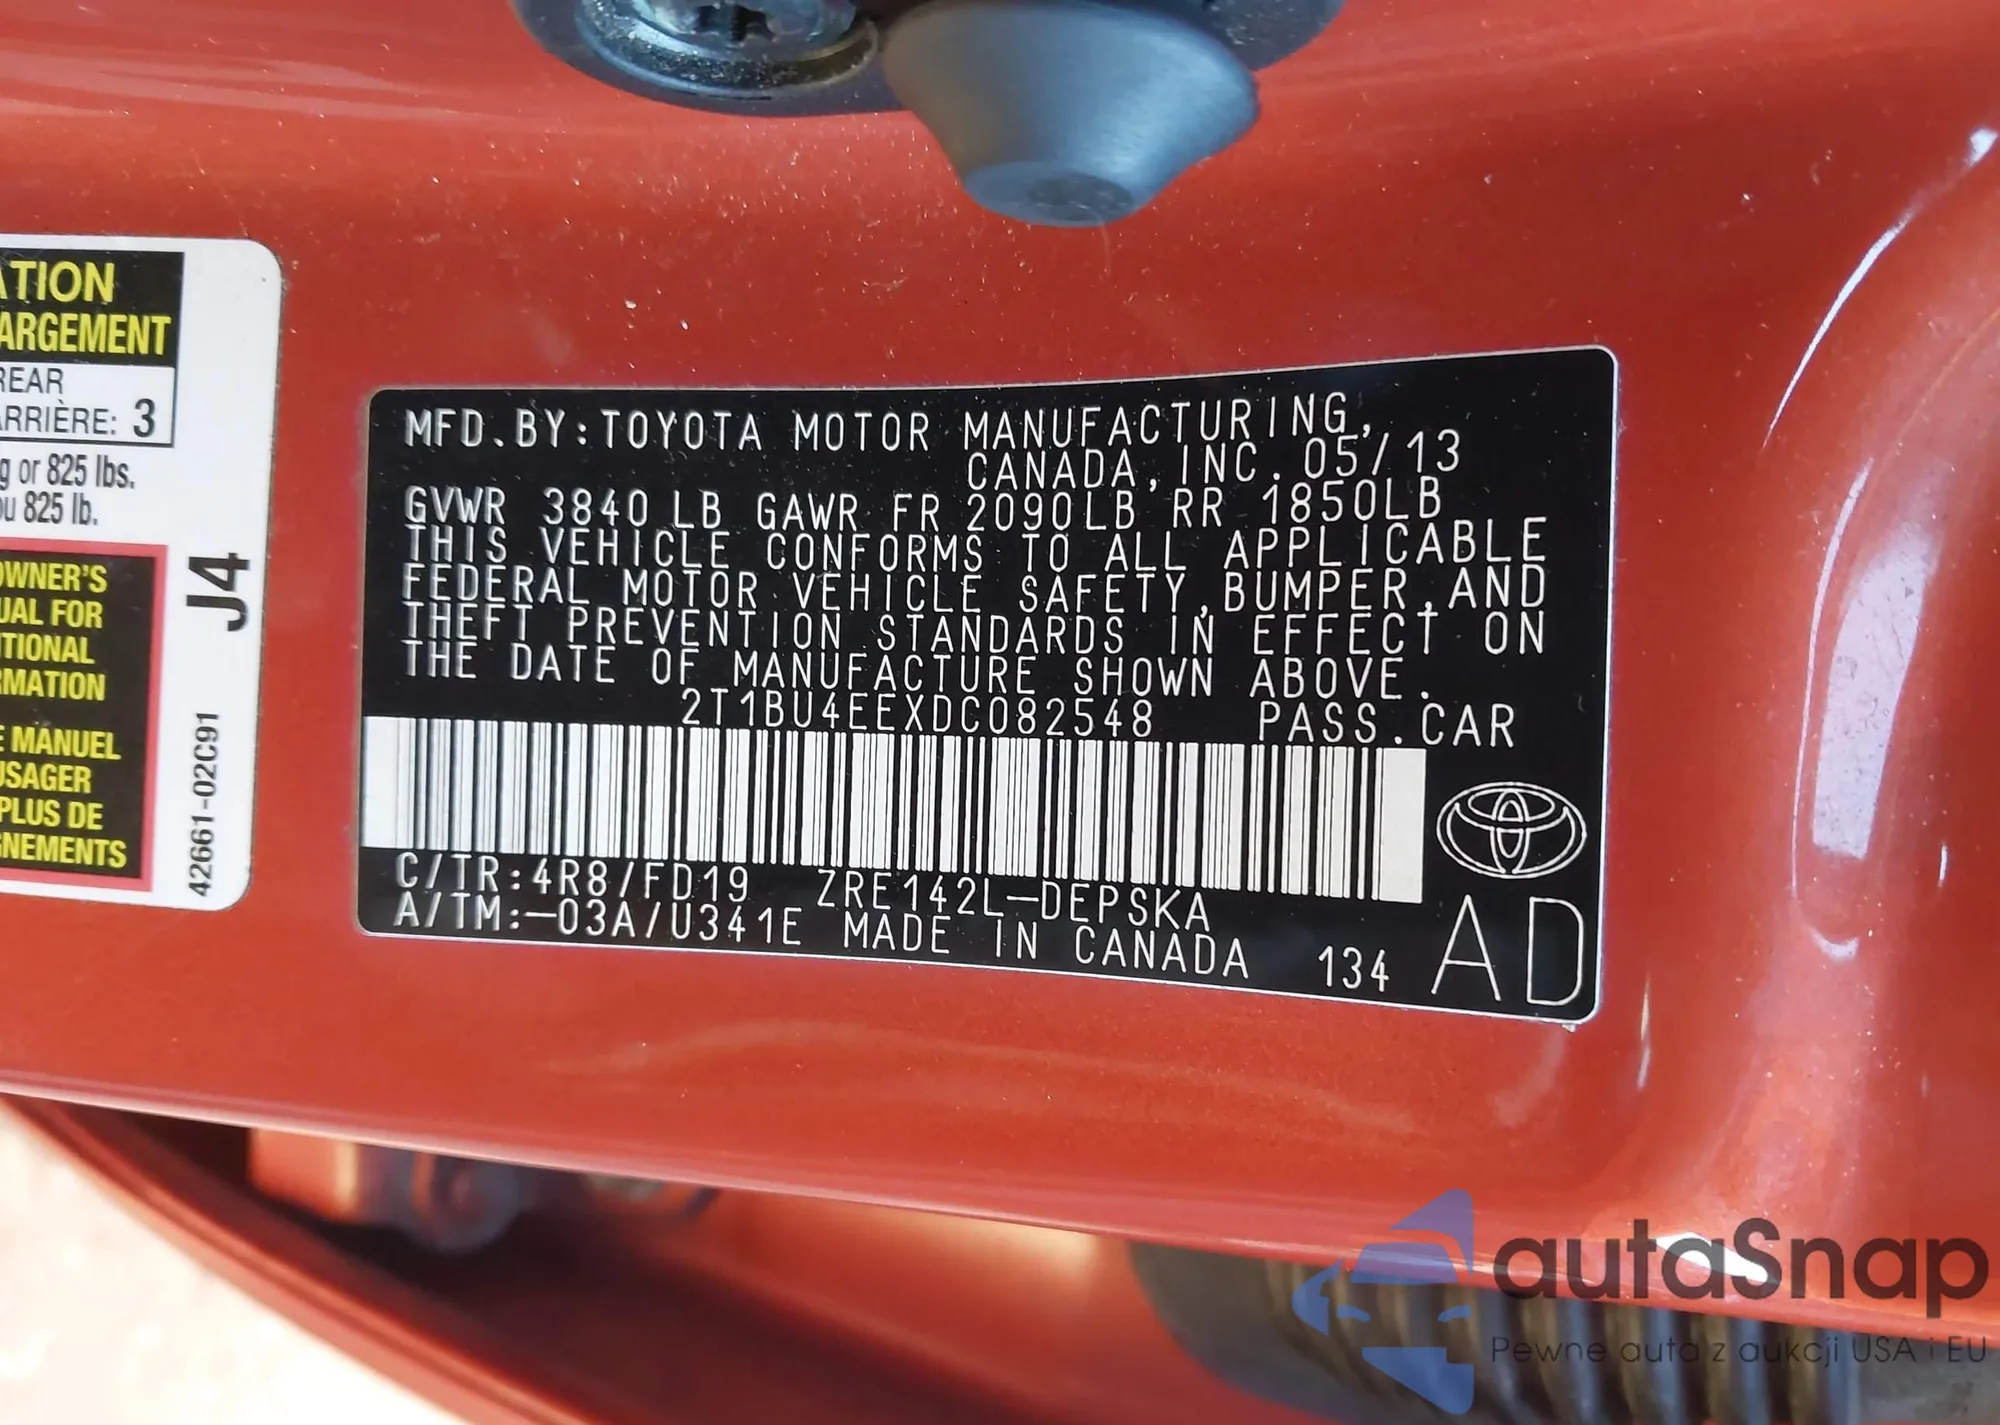 ATION
ARGEMENT
REAR
ARRIÈRE: 3
g or 825 lbs.
ou 825 lb.
OWNER'S
UAL FOR
ITIONAL
RMATION
E MANUEL
USAGER
PLUS DE
GNEMENTS
J4
42661-02C91
MFD.BY:TOYOTA MOTOR MANUFACTURING,
CANADA,INC.05/13
GVWR 3840LB GAWR FR 2090LB RR 1850LB
THIS VEHICLE CONFORMS TO ALL APPLICABLE
FEDERAL MOTOR VEHICLE SAFETY,BUMPER,AND
THEFT PREVENTION STANDARDS IN EFFECT ON
THE DATE OF MANUFACTURE SHOWN ABOVE.
2T1BU4EEXDC082548 PASS.CAR
C/TR:4R8/FD19 ZRE142L-DEPSKA
A/TM:-03A/U341E MADE IN CANADA 134 AD
autaSnap
Pewne auta z aukcji USA i EU